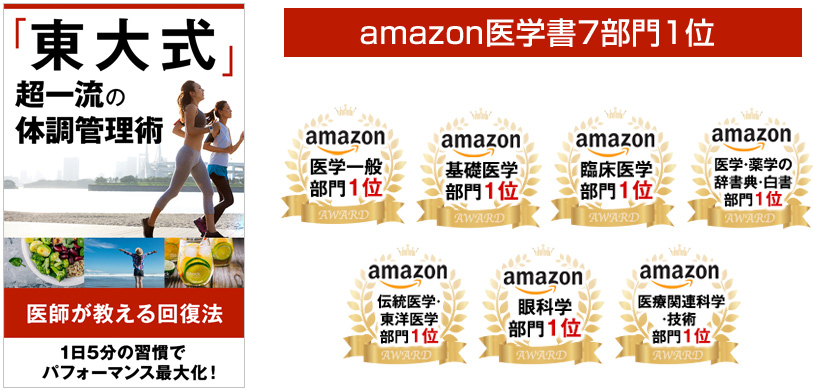 「東大式」
超一流の
体調管理術
医師が教える回復法
1日5分の習慣で
パフォーマンス最大化!
amazon医学書7部門1位
amazon
医学一般
部門1位
AWARD
amazon
基礎医学
部門1位
AWARD
amazon
臨床医学
部門1位
AWARD
amazon
医学・薬学の
辞書典・白書
部門1位
AWARD
amazon
伝統医学・
東洋医学
部門1位
AWARD
amazon
眼科学
部門1位
AWARD
amazon
医療関連科学
・技術
部門1位
AWARD